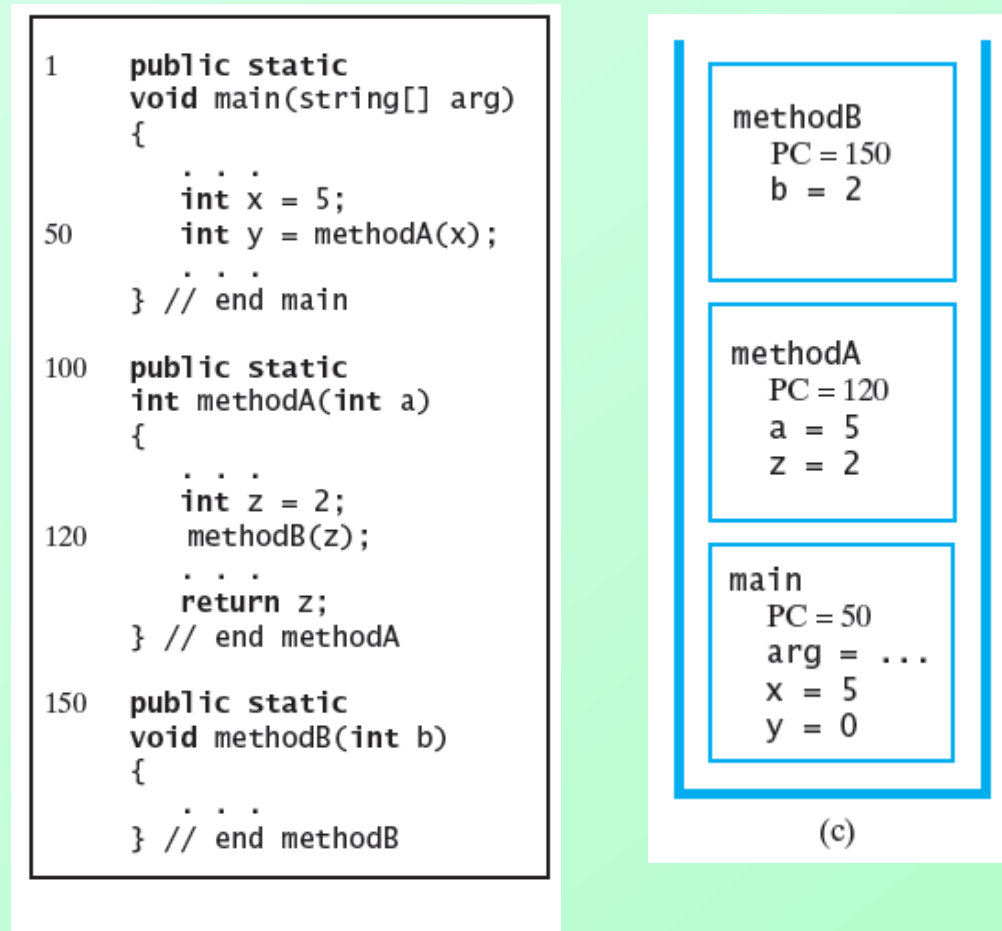 1 public static
void main(string[] arg)
{
. . .
int x = 5;
50 int y = methodA(x);
. . .
} // end main
100 public static
int methodA(int a)
{
. . .
int z = 2;
120 methodB(z);
. . .
return z;
} // end methodA
150 public static
void methodB(int b)
{
. . .
} // end methodB
methodB
PC = 150
b = 2
methodA
PC = 120
a = 5
z = 2
main
PC = 50
arg = ...
x = 5
y = 0
(c)